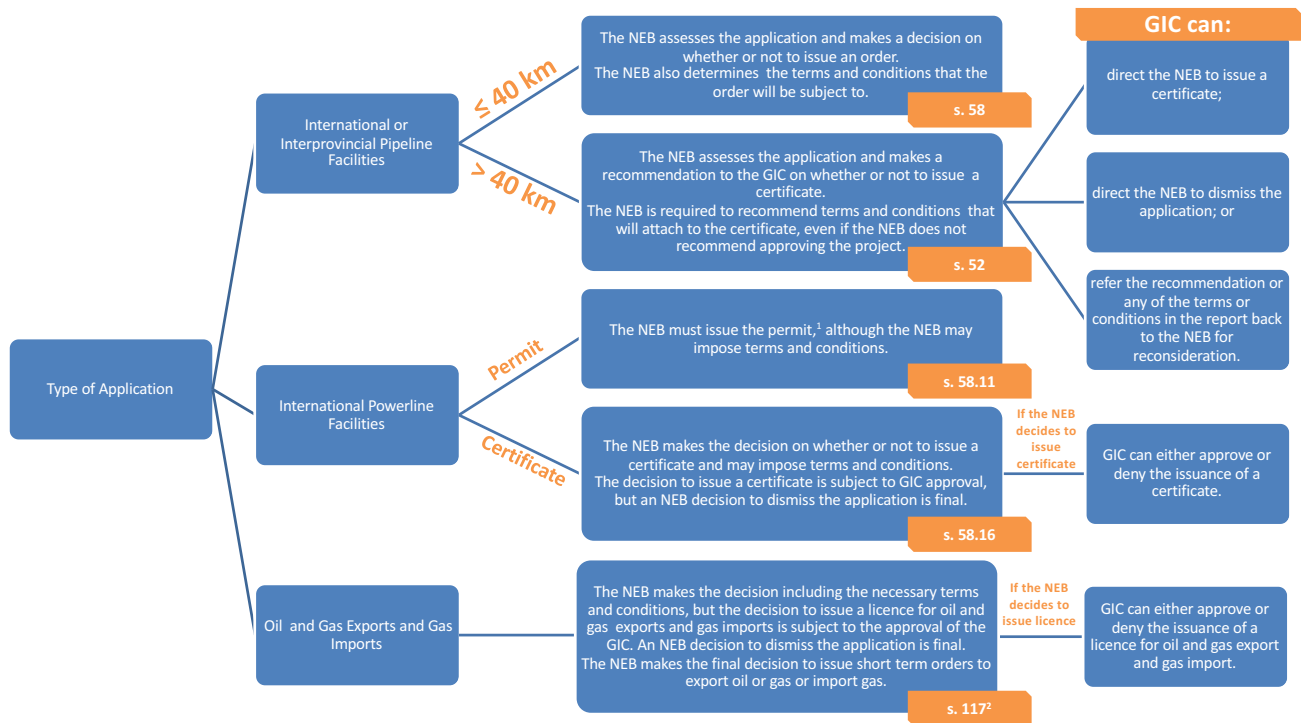 Type of Application
International or
Interprovincial Pipeline
Facilities
≤ 40 km
The NEB assesses the application and makes a decision on
whether or not to issue an order.
The NEB also determines the terms and conditions that the
order will be subject to.
s. 58
> 40 km
The NEB assesses the application and makes a
recommendation to the GIC on whether or not to issue a
certificate.
The NEB is required to recommend terms and conditions that
will attach to the certificate, even if the NEB does not
recommend approving the project.
s. 52
GIC can:
direct the NEB to issue a
certificate;
direct the NEB to dismiss the
application; or
refer the recommendation or
any of the terms or
conditions in the report back
to the NEB for
reconsideration.
International Powerline
Facilities
Permit
The NEB must issue the permit,¹ although the NEB may
impose terms and conditions.
s. 58.11
Certificate
The NEB makes the decision on whether or not to issue a
certificate and may impose terms and conditions.
The decision to issue a certificate is subject to GIC approval,
but an NEB decision to dismiss the application is final.
s. 58.16
If the NEB
decides to
issue
certificate
GIC can either approve or
deny the issuance of a
certificate.
Oil and Gas Exports and Gas
Imports
The NEB makes the decision including the necessary terms
and conditions, but the decision to issue a licence for oil and
gas exports and gas imports is subject to the approval of the
GIC. An NEB decision to dismiss the application is final.
The NEB makes the final decision to issue short term orders to
export oil or gas or import gas.
s. 117²
If the NEB
decides to
issue licence
GIC can either approve or
deny the issuance of a
licence for oil and gas export
and gas import.